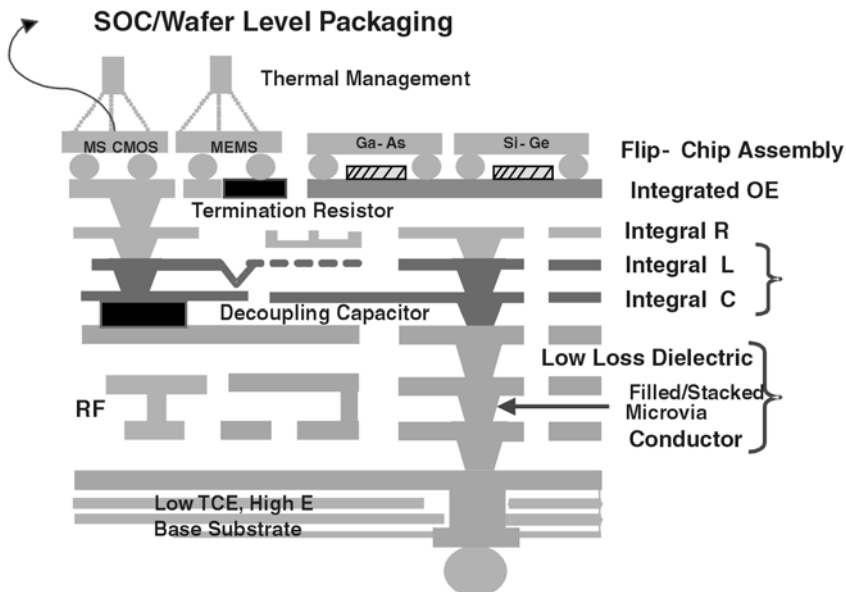 SOC/Wafer Level Packaging
Thermal Management
MS CMOS
MEMS
Ga-As
Si-Ge
Flip- Chip Assembly
Integrated OE
Termination Resistor
Integral R
Integral L
Integral C
Decoupling Capacitor
Low Loss Dielectric
RF
Filled/Stacked
Microvia
Conductor
Low TCE, High E
Base Substrate